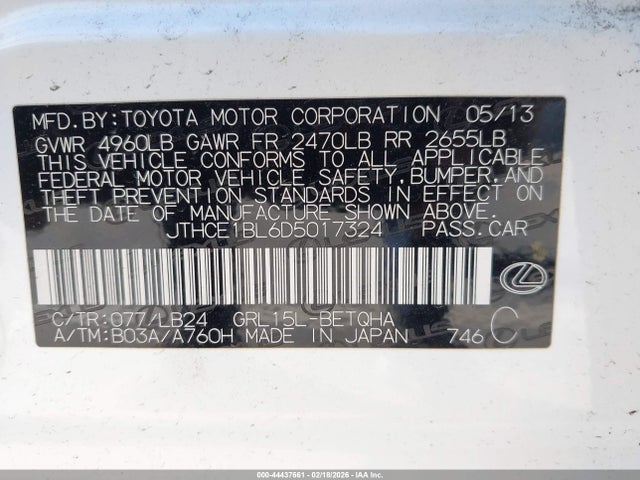 MFD.BY:TOYOTA MOTOR CORPORATION 05/13
GVWR 4960LB GAWR FR 2470LB RR 2655LB
THIS VEHICLE CONFORMS TO ALL APPLICABLE
FEDERAL MOTOR VEHICLE SAFETY,BUMPER,AND
THEFT PREVENTION STANDARDS IN EFFECT ON
THE DATE OF MANUFACTURE SHOWN ABOVE.
JTHCE1BL6D5017324 PASS.CAR
C/TR:077/LB24 GRL15L-BETQHA
A/TM:B03A/A760H MADE IN JAPAN 746 C
000-44437661 - 02/18/2026 - IAAHC